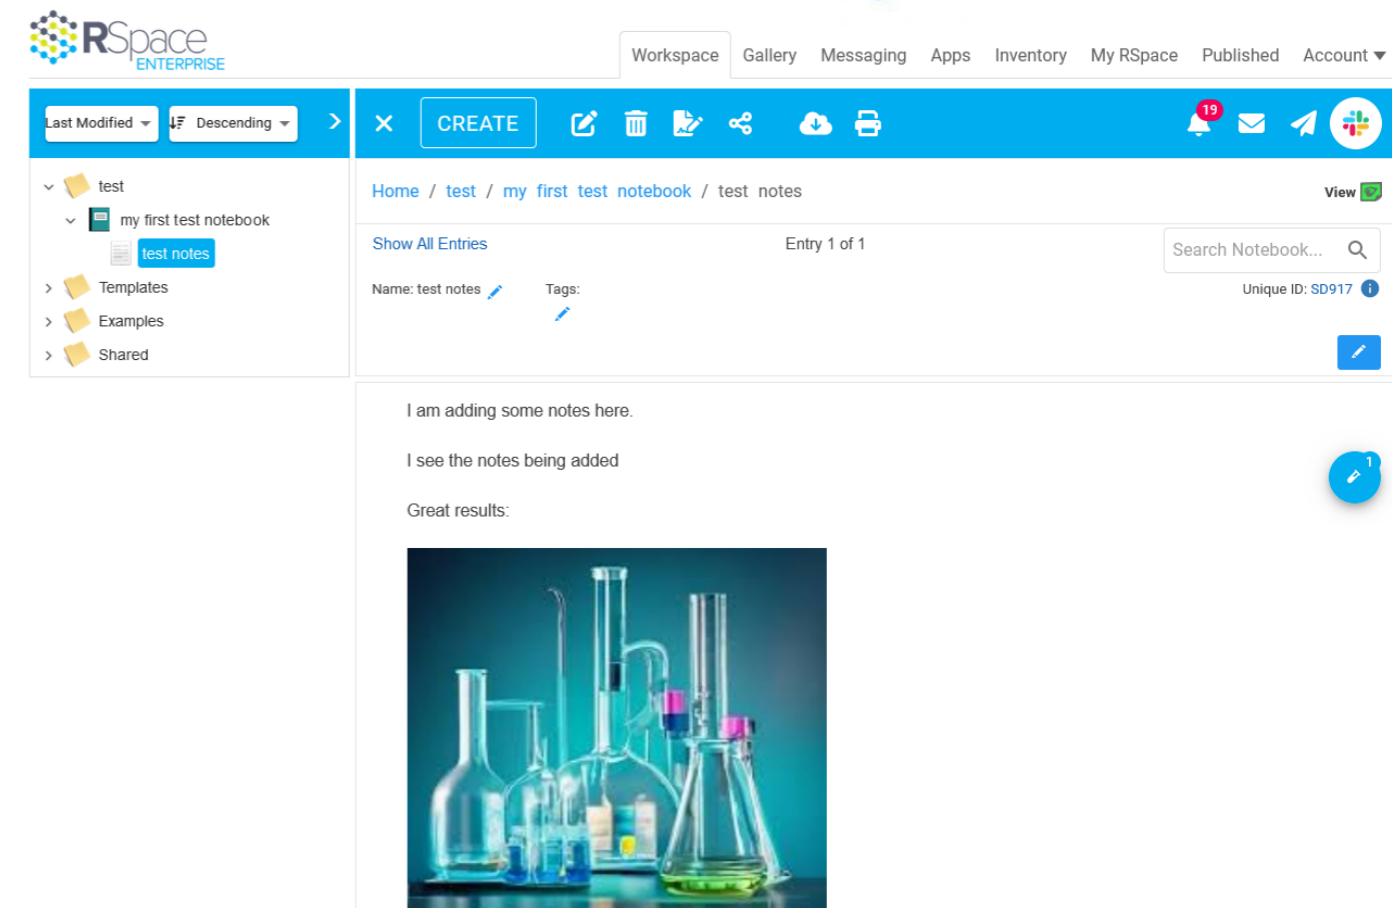 RSpace
ENTERPRISE
Workspace Gallery Messaging Apps Inventory My RSpace Published Account
Last Modified Descending
CREATE
19
test
my first test notebook
test notes
Templates
Examples
Shared
Home / test / my first test notebook / test notes
View
Show All Entries Entry 1 of 1 Search Notebook...
Name: test notes Tags: Unique ID: SD917
I am adding some notes here.
1
I see the notes being added
Great results: